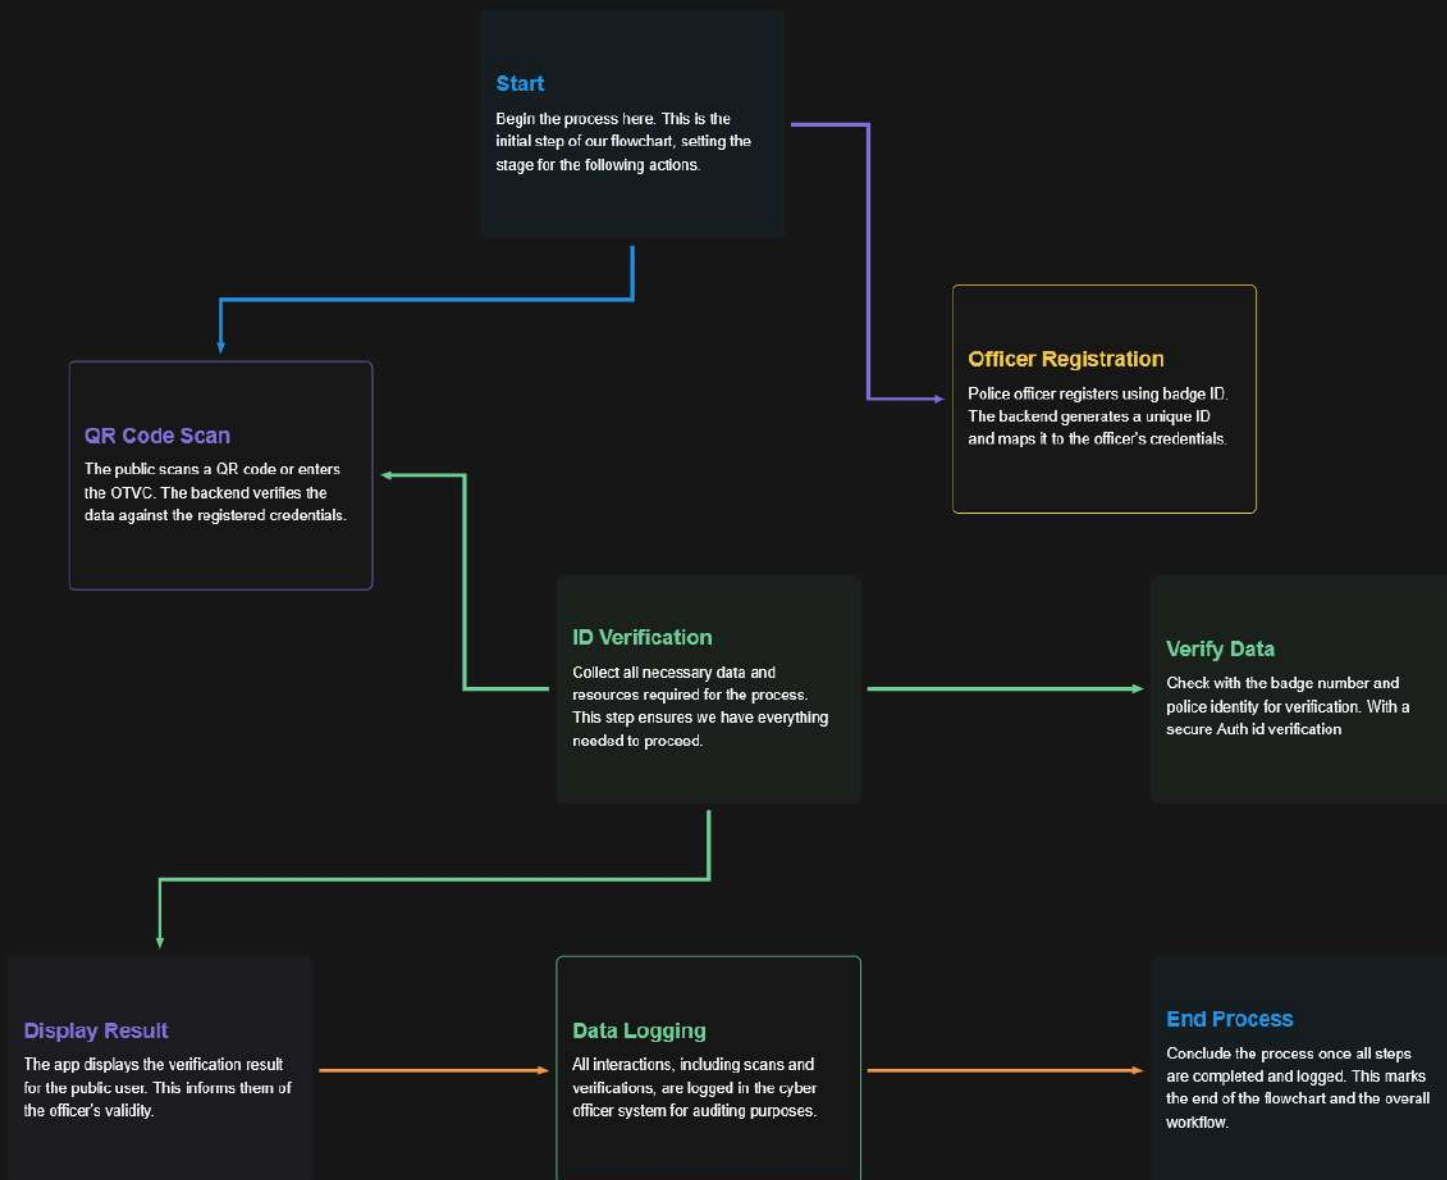 Start
Begin the process here. This is the
initial step of our flowchart, setting the
stage for the following actions.
Officer Registration
Police officer registers using badge ID.
The backend generates a unique ID
and maps it to the officer's credentials.
QR Code Scan
The public scans a QR code or enters
the OTVC. The backend verifies the
data against the registered credentials.
ID Verification
Collect all necessary data and
resources required for the process.
This step ensures we have everything
needed to proceed.
Verify Data
Check with the badge number and
police identity for verification. With a
secure Auth id verification
Display Result
The app displays the verification result
for the public user. This informs them of
the officer's validity.
Data Logging
All interactions, including scans and
verifications, are logged in the cyber
officer system for auditing purposes.
End Process
Conclude the process once all steps
are completed and logged. This marks
the end of the flowchart and the overall
workflow.